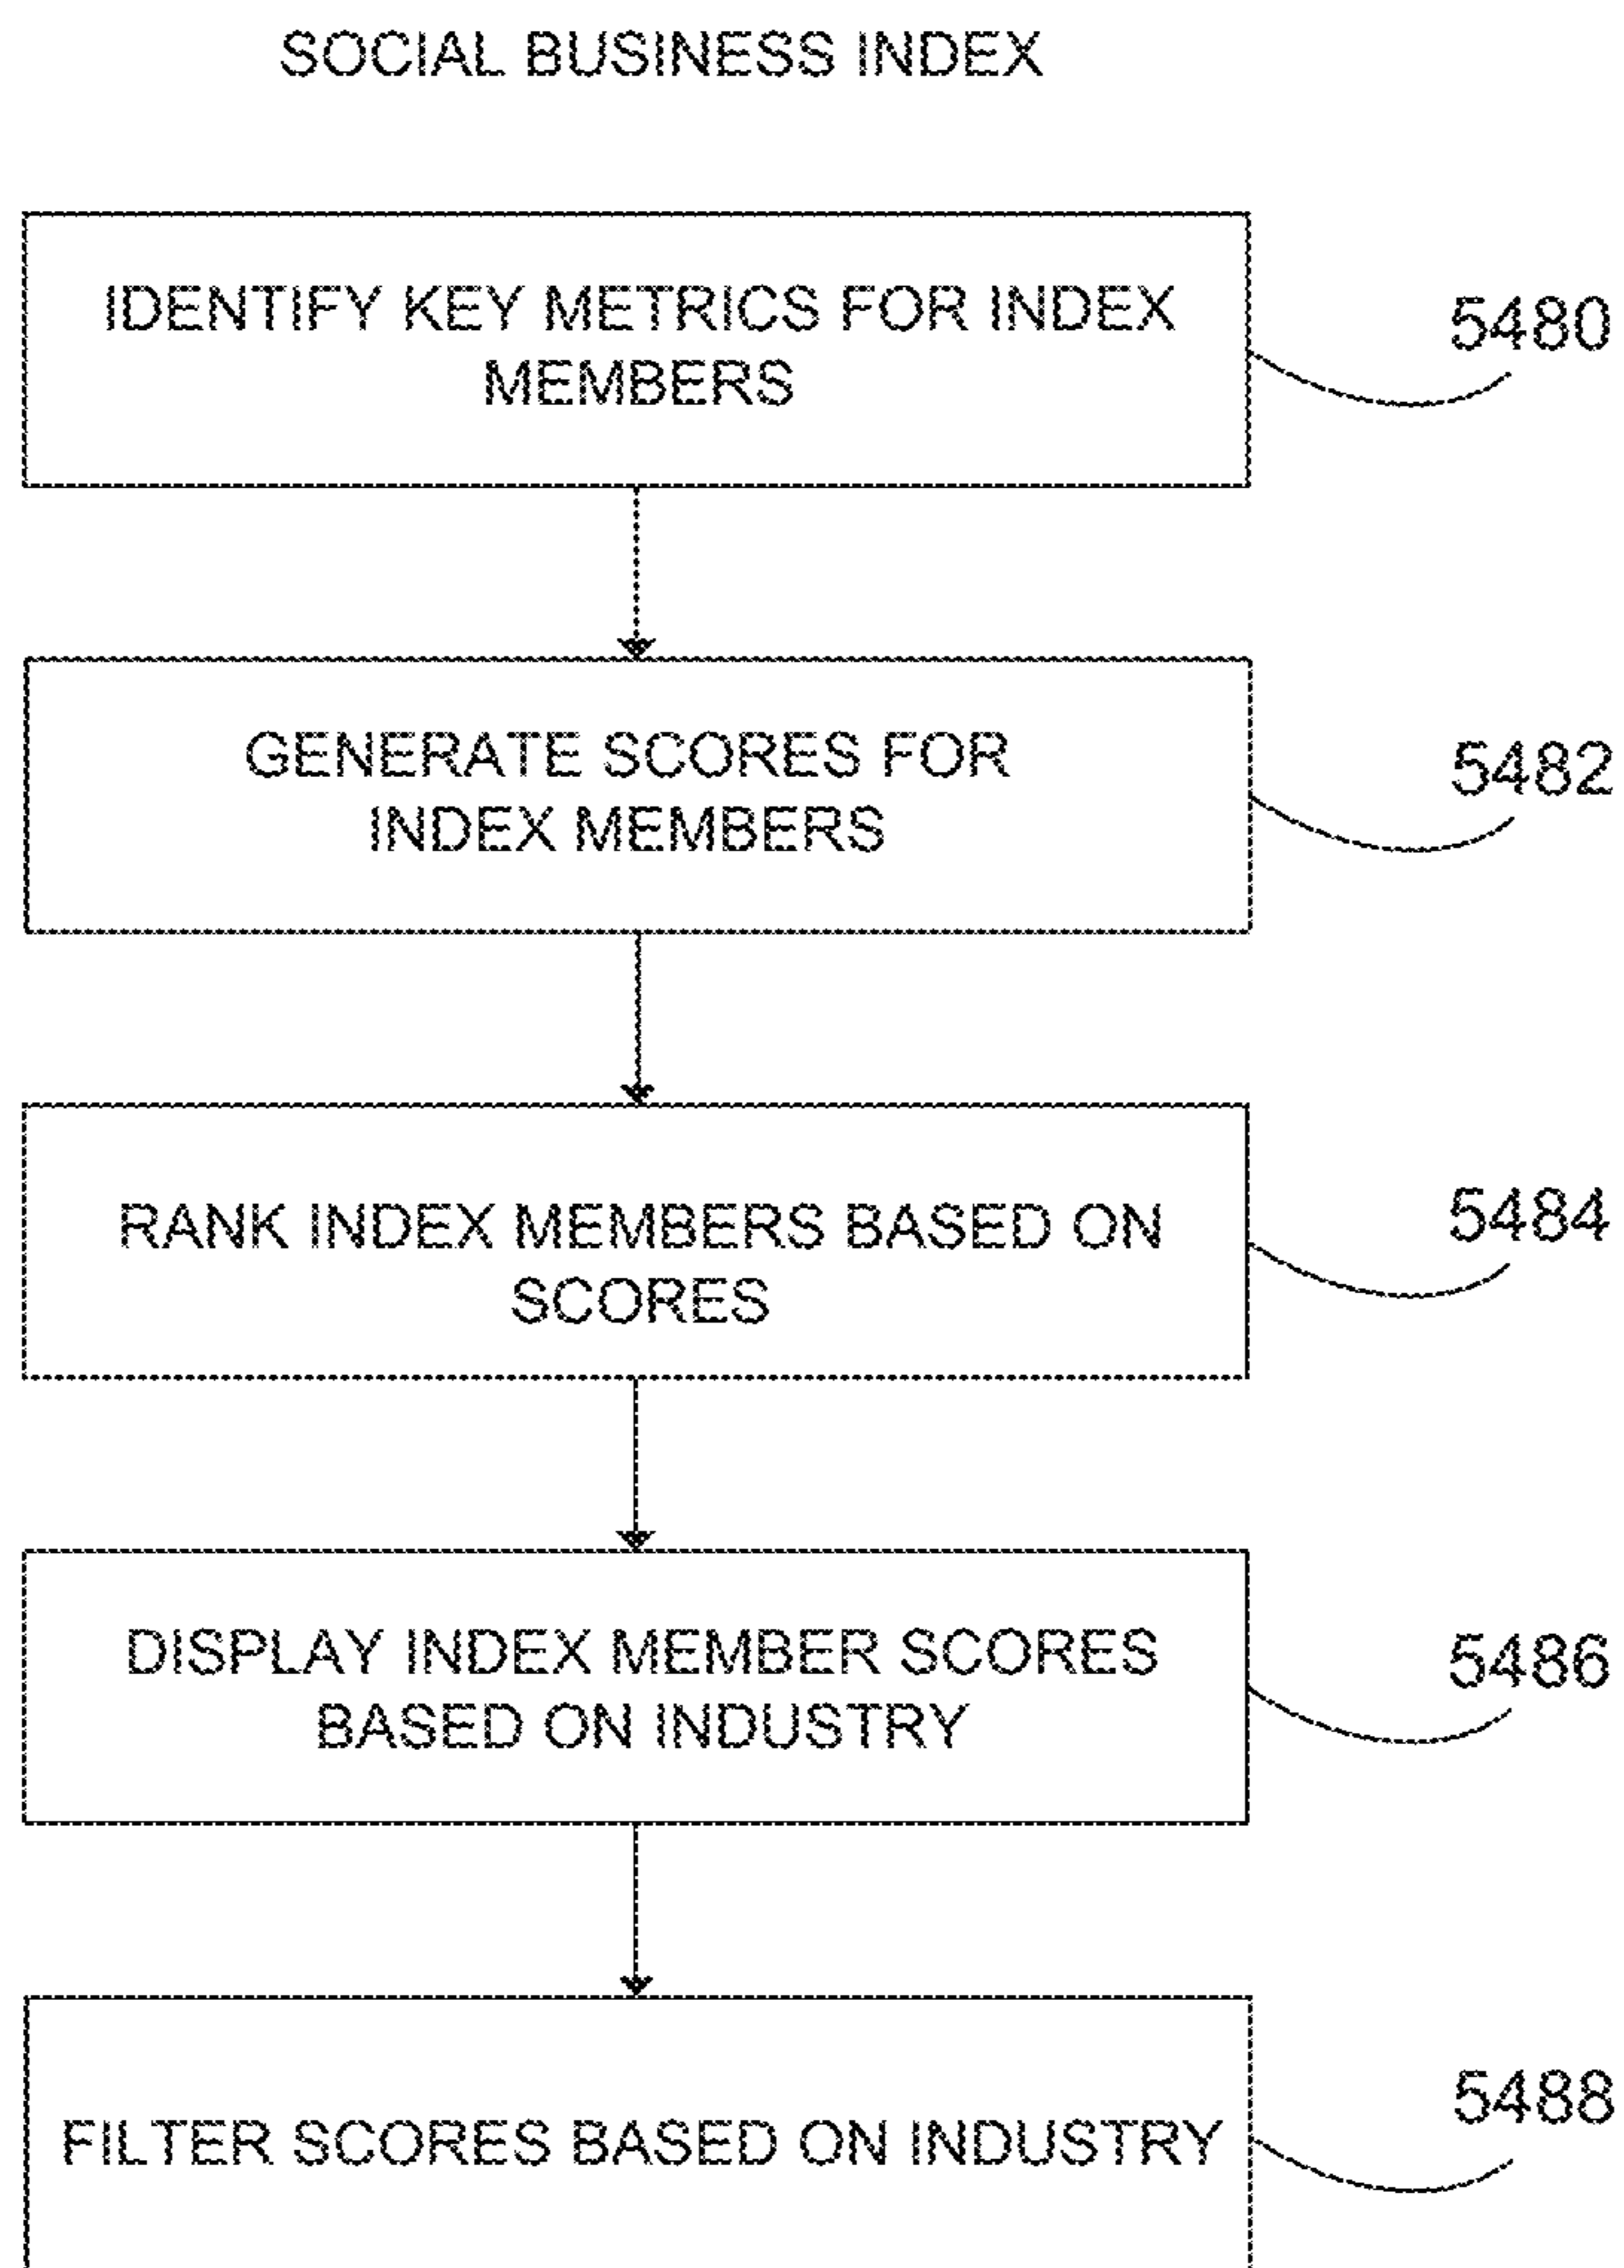 SOCIAL BUSINESS INDEX
IDENTIFY KEY METRICS FOR INDEX
MEMBERS
5480
GENERATE SCORES FOR
INDEX MEMBERS
5482
RANK INDEX MEMBERS BASED ON
SCORES
5484
DISPLAY INDEX MEMBER SCORES
BASED ON INDUSTRY
5486
FILTER SCORES BASED ON INDUSTRY
5488